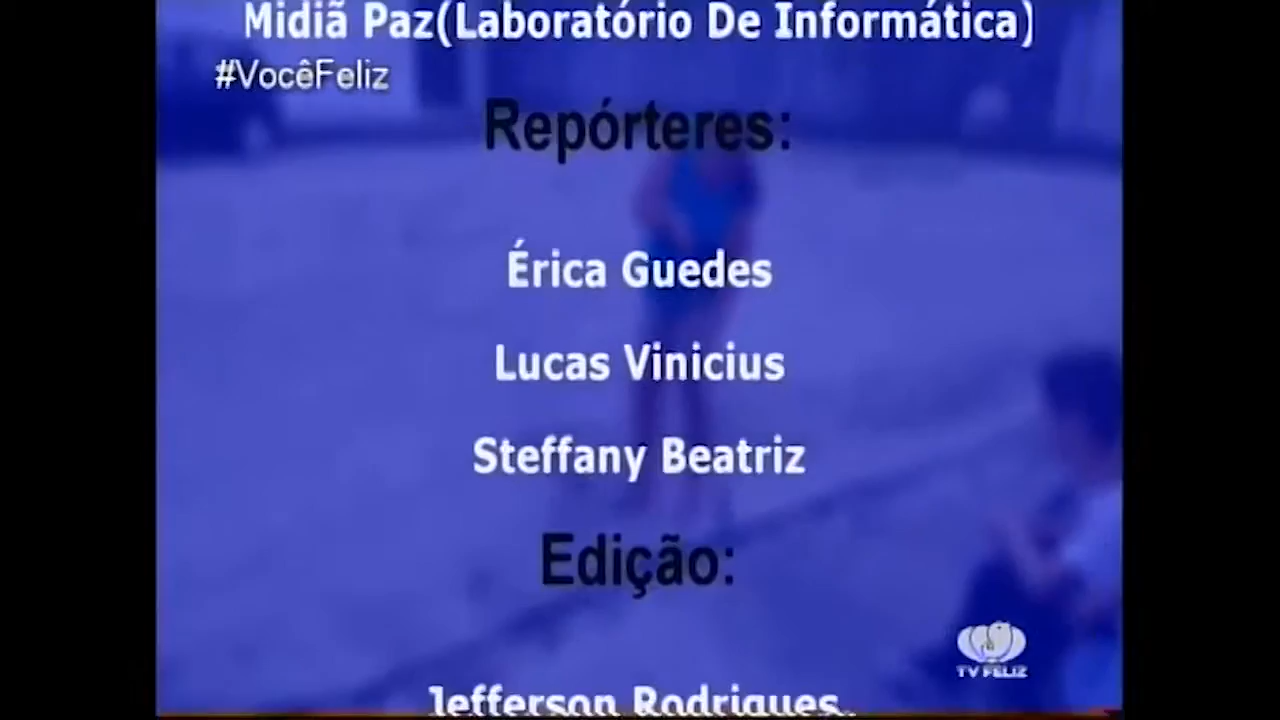 Midiã Paz(Laboratório De Informática)
#VocêFeliz
Repórteres:
Érica Guedes
Lucas Vinicius
Steffany Beatriz
Edição:
Jefferson Rodrigues
TV FELIZ